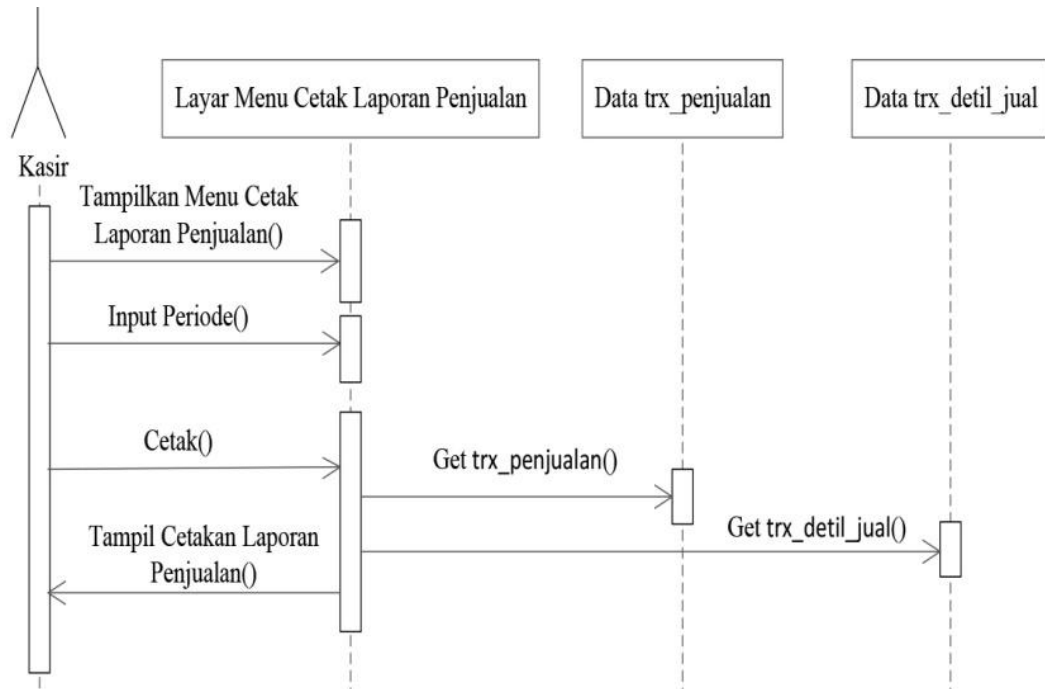 Layar Menu Cetak Laporan Penjualan
Data trx_penjualan
Data trx_detil_jual
Kasir
Tampilkan Menu Cetak
Laporan Penjualan()
Input Periode()
Cetak()
Get trx_penjualan()
Get trx_detil_jual()
Tampil Cetakan Laporan
Penjualan()